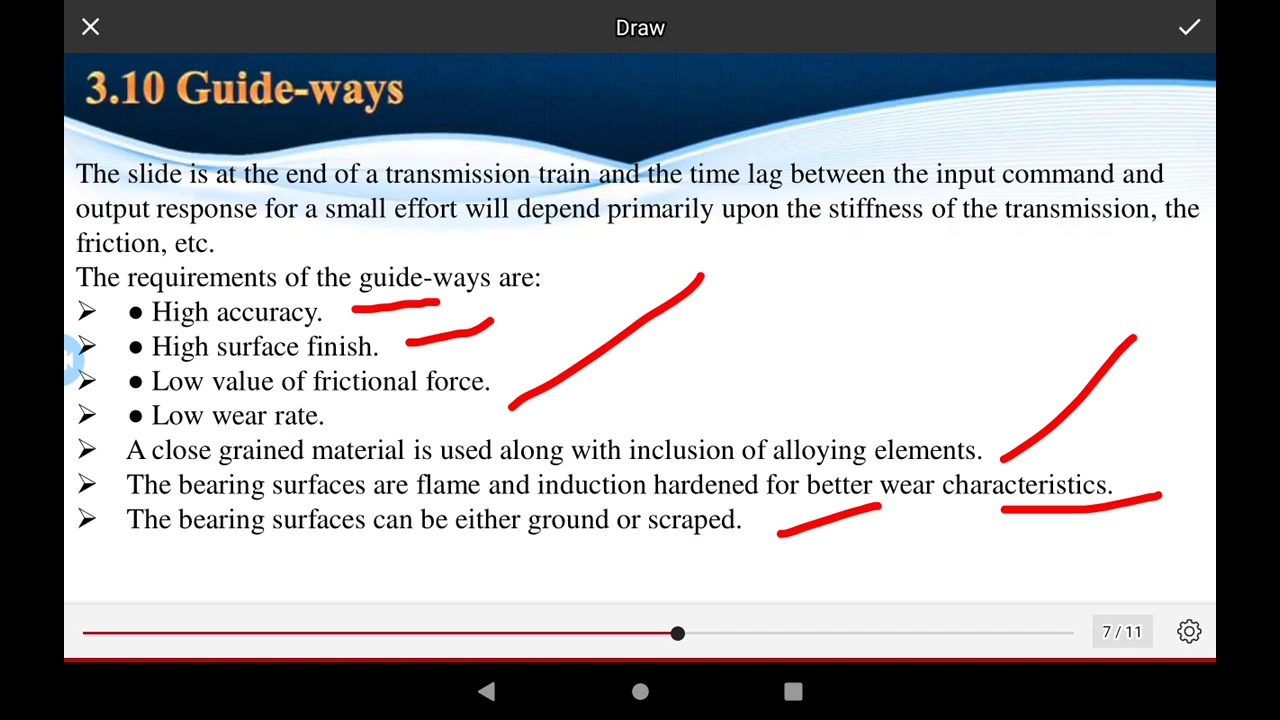 Draw
3.10 Guide-ways
The slide is at the end of a transmission train and the time lag between the input command and
output response for a small effort will depend primarily upon the stiffness of the transmission, the
friction, etc.
The requirements of the guide-ways are:
➢ ● High accuracy.
➢ ● High surface finish.
➢ ● Low value of frictional force.
➢ ● Low wear rate.
➢ A close grained material is used along with inclusion of alloying elements.
➢ The bearing surfaces are flame and induction hardened for better wear characteristics.
➢ The bearing surfaces can be either ground or scraped.
7 / 11